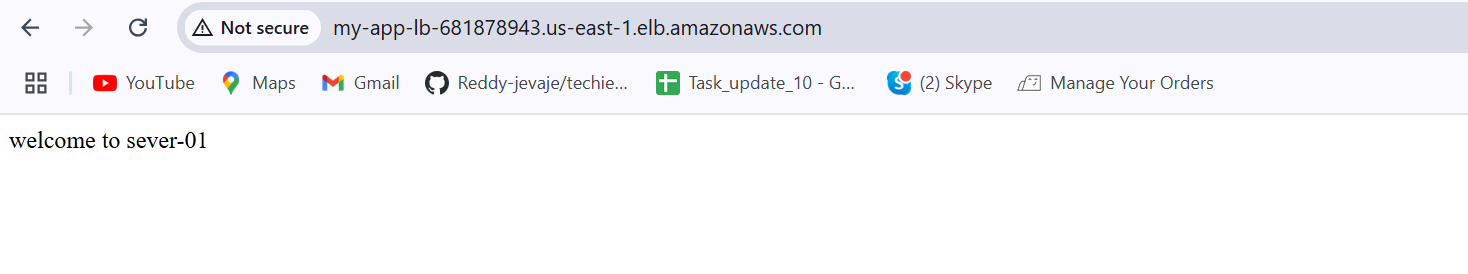 Not secure my-app-lb-681878943.us-east-1.elb.amazonaws.com
YouTube Maps Gmail Reddy-jevaje/techie... Task_update_10 - G... (2) Skype Manage Your Orders
welcome to sever-01